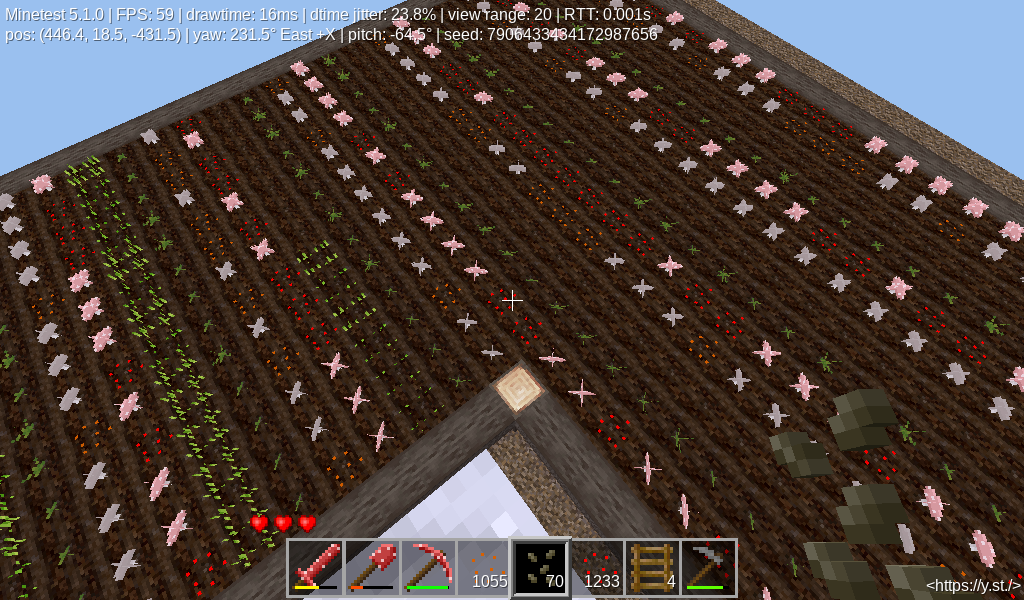 Minetest 5.1.0 | FPS: 59 | drawtime: 16ms | dtime jitter: 23.8% | view range: 20 | RTT: 0.001s
pos: (446.4, 18.5, -431.5) | yaw: 231.5° East +X | pitch: -64.5° | seed: 7906433434172987656
1055 70 1233 4
<https://y.st./>